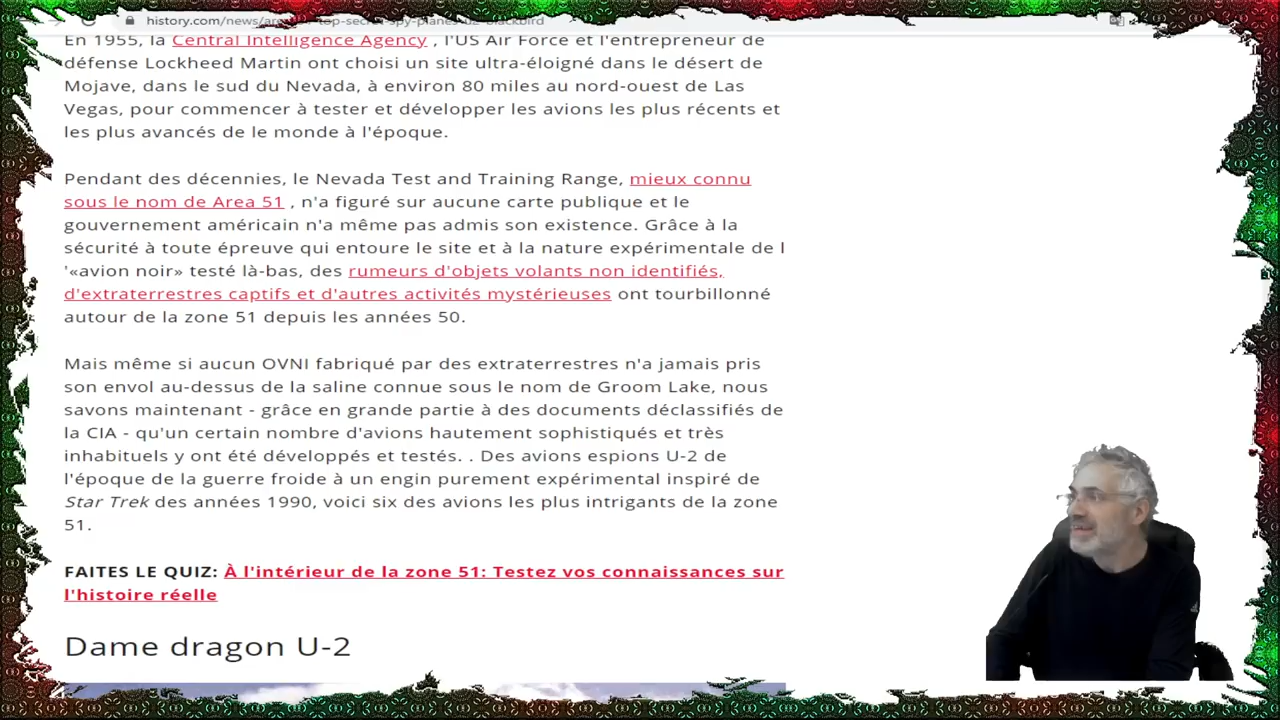 history.com/news/area-51-top-secret-spy-planes-u2-blackbird
En 1955, la Central Intelligence Agency , l'US Air Force et l'entrepreneur de
défense Lockheed Martin ont choisi un site ultra-éloigné dans le désert de
Mojave, dans le sud du Nevada, à environ 80 miles au nord-ouest de Las
Vegas, pour commencer à tester et développer les avions les plus récents et
les plus avancés de le monde à l'époque.
Pendant des décennies, le Nevada Test and Training Range, mieux connu
sous le nom de Area 51 , n'a figuré sur aucune carte publique et le
gouvernement américain n'a même pas admis son existence. Grâce à la
sécurité à toute épreuve qui entoure le site et à la nature expérimentale de l
'«avion noir» testé là-bas, des rumeurs d'objets volants non identifiés,
d'extraterrestres captifs et d'autres activités mystérieuses ont tourbillonné
autour de la zone 51 depuis les années 50.
Mais même si aucun OVNI fabriqué par des extraterrestres n'a jamais pris
son envol au-dessus de la saline connue sous le nom de Groom Lake, nous
savons maintenant - grâce en grande partie à des documents déclassifiés de
la CIA - qu'un certain nombre d'avions hautement sophistiqués et très
inhabituels y ont été développés et testés. . Des avions espions U-2 de
l'époque de la guerre froide à un engin purement expérimental inspiré de
Star Trek des années 1990, voici six des avions les plus intrigants de la zone
51.
FAITES LE QUIZ: À l'intérieur de la zone 51: Testez vos connaissances sur
l'histoire réelle
Dame dragon U-2